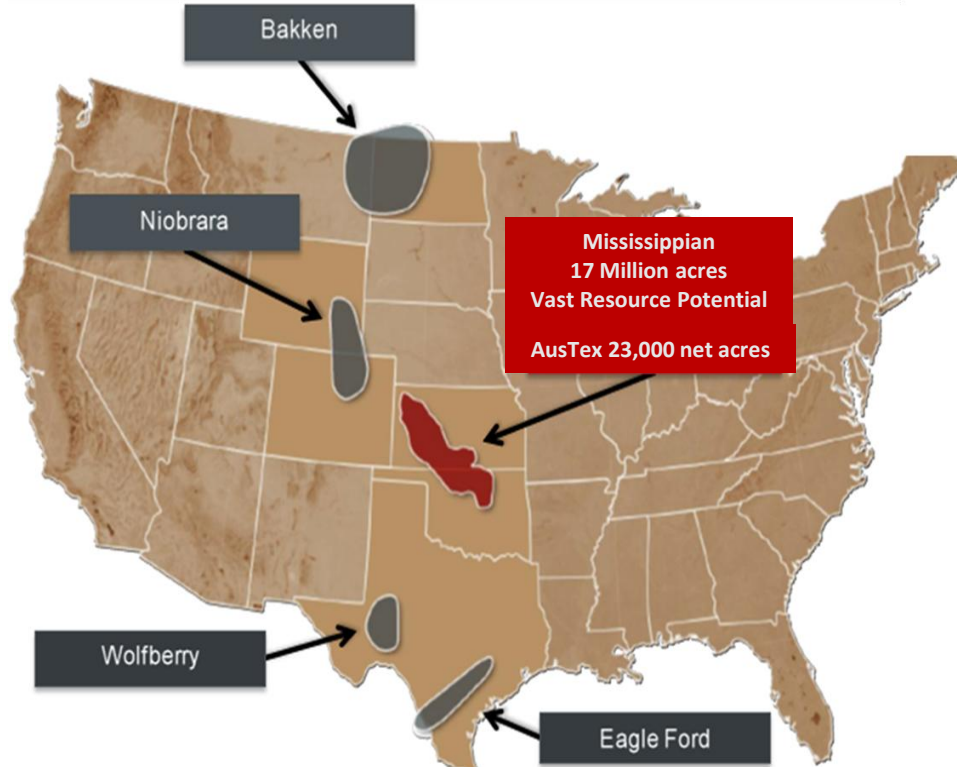 Bakken
Niobrara
Mississippian
17 Million acres
Vast Resource Potential
AusTex 23,000 net acres
Wolfberry
Eagle Ford